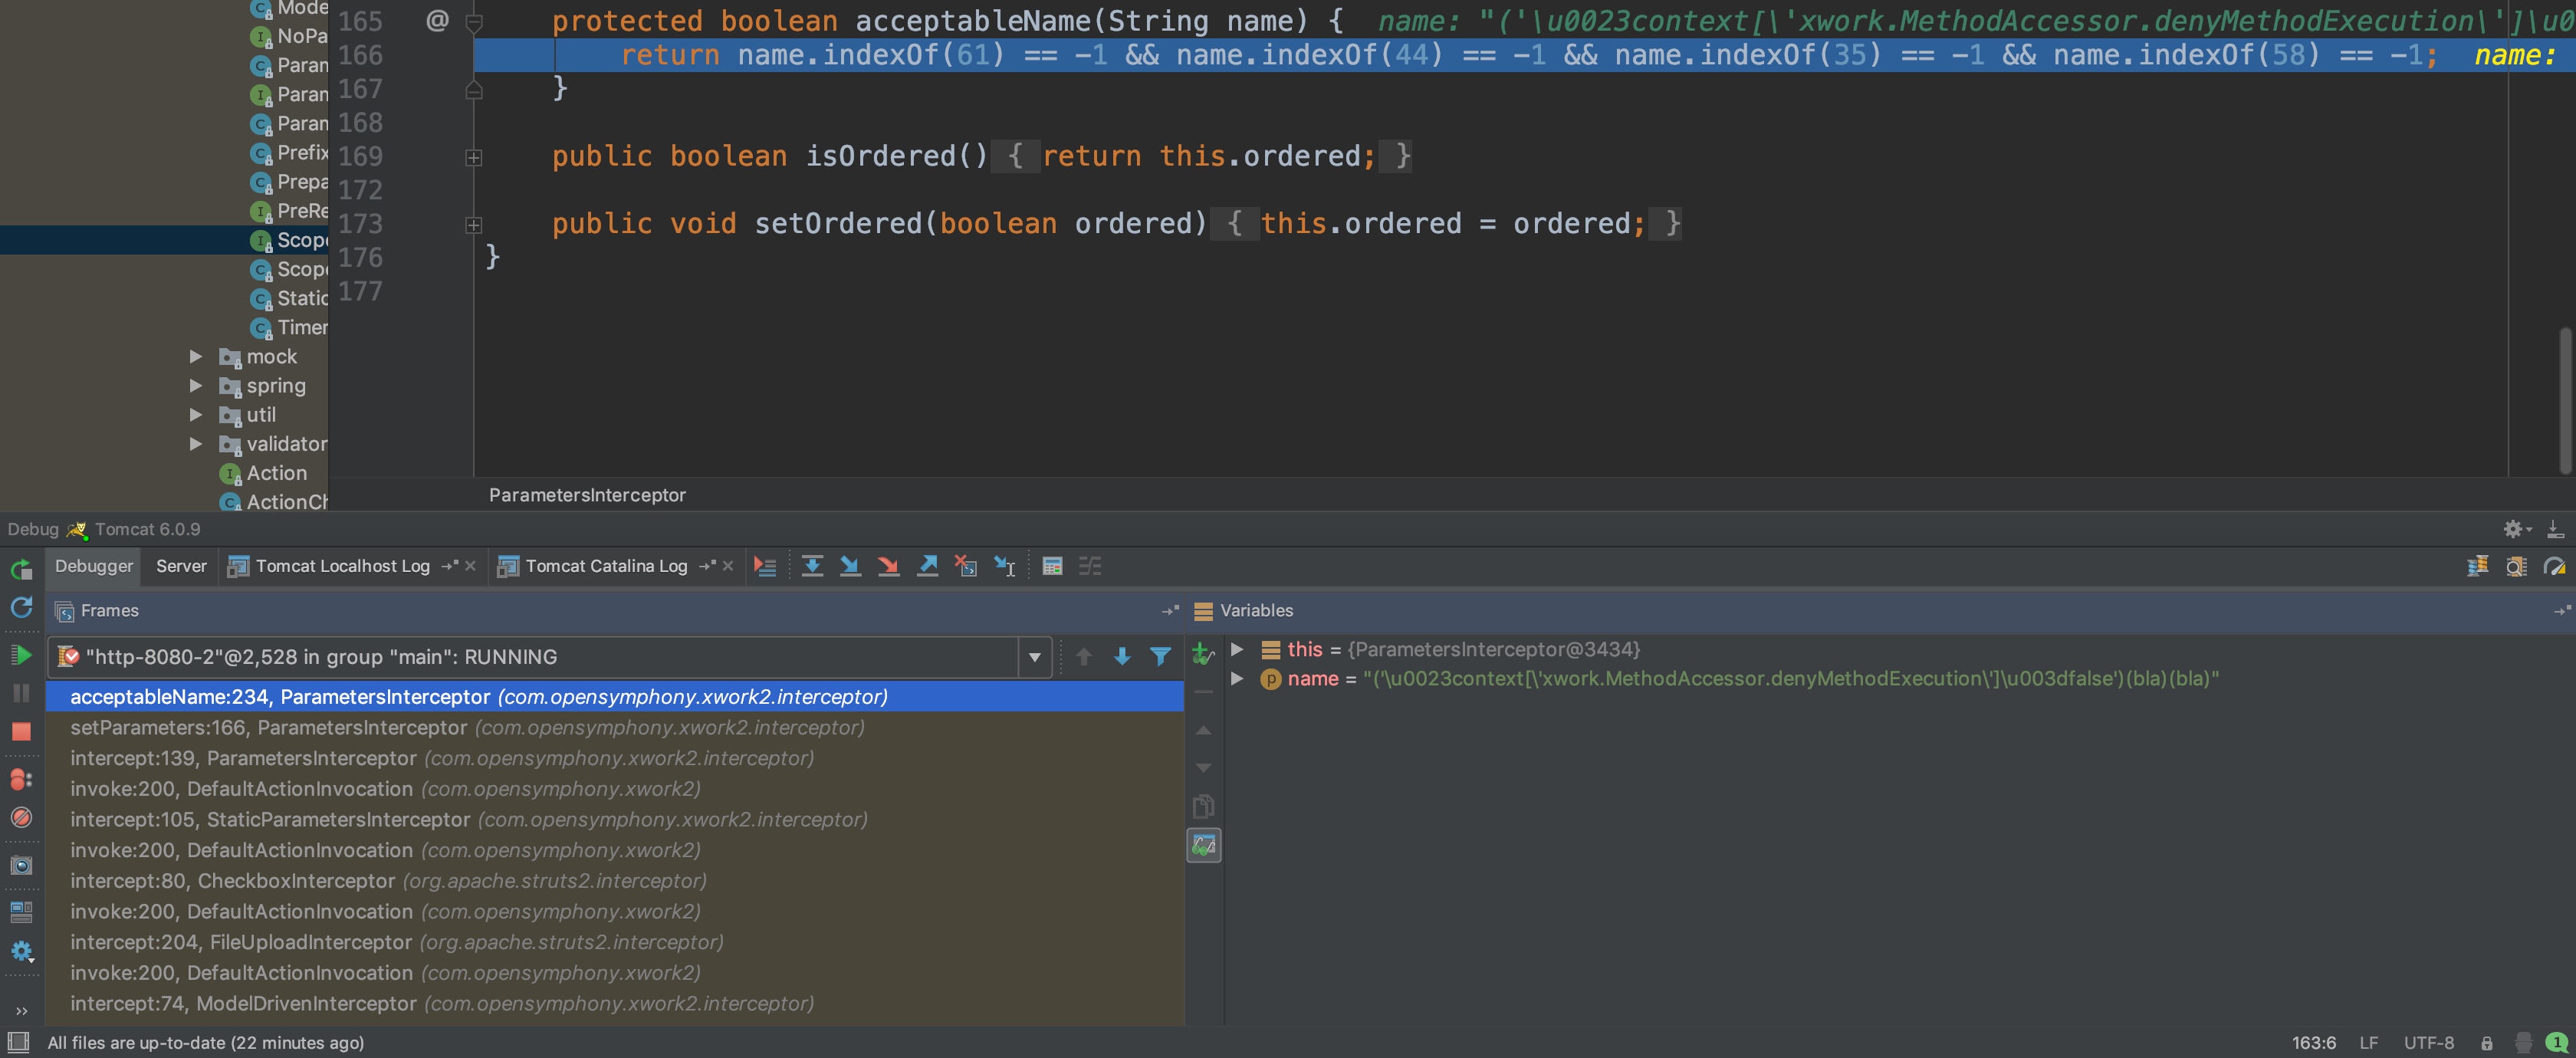 Mode
NoPa
Paran
Paran
Paran
Prefix
Prepa
PreRe
Scope
Scope
Static
Timer
mock
spring
util
validator
Action
ActionCh
165 @ protected boolean acceptableName(String name) { name: "('\u0023context[\'xwork.MethodAccessor.denyMethodExecution\']\u0
166 return name.indexOf(61) == -1 && name.indexOf(44) == -1 && name.indexOf(35) == -1 && name.indexOf(58) == -1; name:
167 }
168
169 public boolean isOrdered() { return this.ordered; }
172
173 public void setOrdered(boolean ordered) { this.ordered = ordered; }
176 }
177
ParametersInterceptor
Debug Tomcat 6.0.9
Debugger Server Tomcat Localhost Log Tomcat Catalina Log
Frames
Variables
"http-8080-2"@2,528 in group "main": RUNNING
acceptableName:234, ParametersInterceptor (com.opensymphony.xwork2.interceptor)
setParameters:166, ParametersInterceptor (com.opensymphony.xwork2.interceptor)
intercept:139, ParametersInterceptor (com.opensymphony.xwork2.interceptor)
invoke:200, DefaultActionInvocation (com.opensymphony.xwork2)
intercept:105, StaticParametersInterceptor (com.opensymphony.xwork2.interceptor)
invoke:200, DefaultActionInvocation (com.opensymphony.xwork2)
intercept:80, CheckboxInterceptor (org.apache.struts2.interceptor)
invoke:200, DefaultActionInvocation (com.opensymphony.xwork2)
intercept:204, FileUploadInterceptor (org.apache.struts2.interceptor)
invoke:200, DefaultActionInvocation (com.opensymphony.xwork2)
intercept:74, ModelDrivenInterceptor (com.opensymphony.xwork2.interceptor)
this = {ParametersInterceptor@3434}
name = "('\u0023context[\'xwork.MethodAccessor.denyMethodExecution\']\u003dfalse')(bla)(bla)"
All files are up-to-date (22 minutes ago)
163:6 LF UTF-8 1